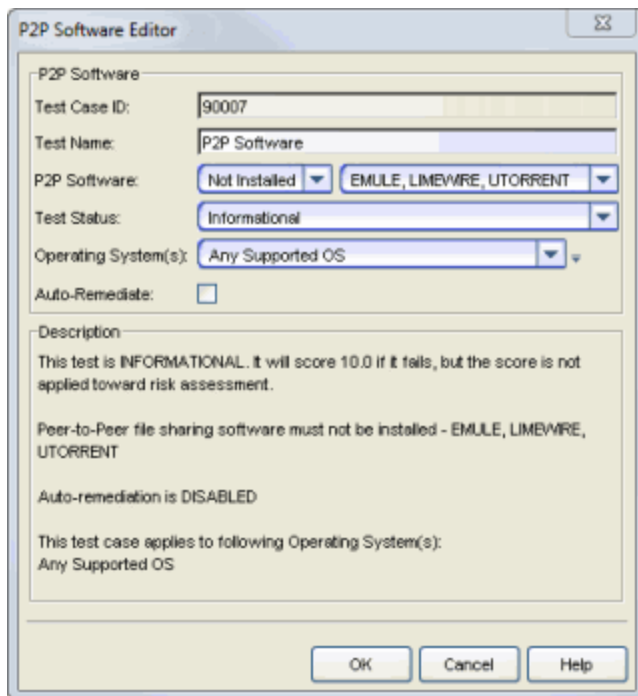 P2P Software Editor
P2P Software
Test Case ID: 90007
Test Name: P2P Software
P2P Software: Not Installed EMULE, LIMEWIRE, UTORRENT
Test Status: Informational
Operating System(s): Any Supported OS
Auto-Remediate:
Description
This test is INFORMATIONAL. It will score 10.0 if it fails, but the score is not
applied toward risk assessment.
Peer-to-Peer file sharing software must not be installed - EMULE, LIMEWIRE,
UTORRENT
Auto-remediation is DISABLED
This test case applies to following Operating System(s):
Any Supported OS
OK Cancel Help